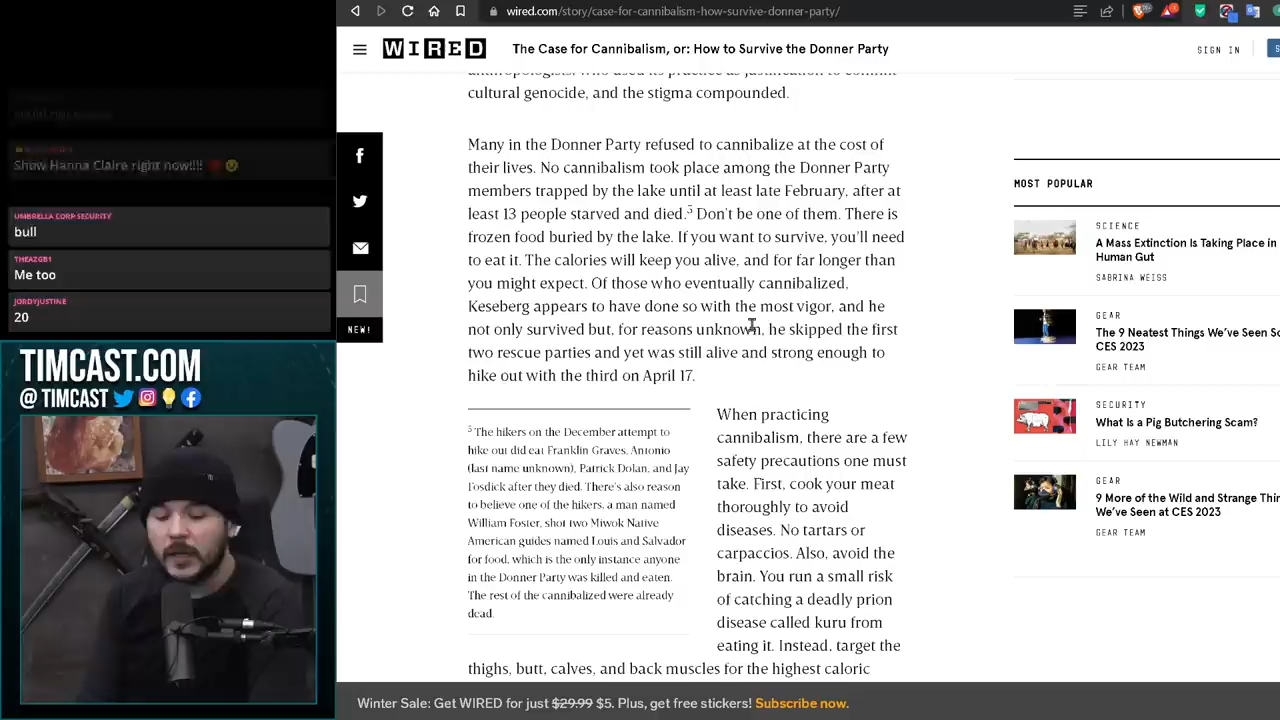 wired.com/story/case-for-cannibalism-how-survive-donner-party/
WIRED
The Case for Cannibalism, or: How to Survive the Donner Party
SIGN IN
cultural genocide, and the stigma compounded.
Many in the Donner Party refused to cannibalize at the cost of
their lives. No cannibalism took place among the Donner Party
members trapped by the lake until at least late February, after at
least 13 people starved and died.5 Don't be one of them. There is
frozen food buried by the lake. If you want to survive, you'll need
to eat it. The calories will keep you alive, and for far longer than
you might expect. Of those who eventually cannibalized,
Keseberg appears to have done so with the most vigor, and he
not only survived but, for reasons unknown, he skipped the first
two rescue parties and yet was still alive and strong enough to
hike out with the third on April 17.
NEW!
5 The hikers on the December attempt to
hike out did eat Franklin Graves, Antonio
(last name unknown), Patrick Dolan, and Jay
Fosdick after they died. There's also reason
to believe one of the hikers, a man named
William Foster, shot two Miwok Native
American guides named Louis and Salvador
for food, which is the only instance anyone
in the Donner Party was killed and eaten.
The rest of the cannibalized were already
dead.
When practicing
cannibalism, there are a few
safety precautions one must
take. First, cook your meat
thoroughly to avoid
diseases. No tartars or
carpaccios. Also, avoid the
brain. You run a small risk
of catching a deadly prion
disease called kuru from
eating it. Instead, target the
thighs, butt, calves, and back muscles for the highest caloric
MOST POPULAR
SCIENCE
A Mass Extinction Is Taking Place in
Human Gut
SABRINA WEISS
GEAR
The 9 Neatest Things We've Seen So
CES 2023
GEAR TEAM
SECURITY
What Is a Pig Butchering Scam?
LILY HAY NEWMAN
GEAR
9 More of the Wild and Strange Thin
We've Seen at CES 2023
GEAR TEAM
Winter Sale: Get WIRED for just $29.99 $5. Plus, get free stickers! Subscribe now.
Show Hanna Claire right now!!!!
UMBRELLA CORP SECURITY
bull
THEAZGB1
Me too
JORDYJUSTINE
20
TIMCAST.COM
@ TIMCAST